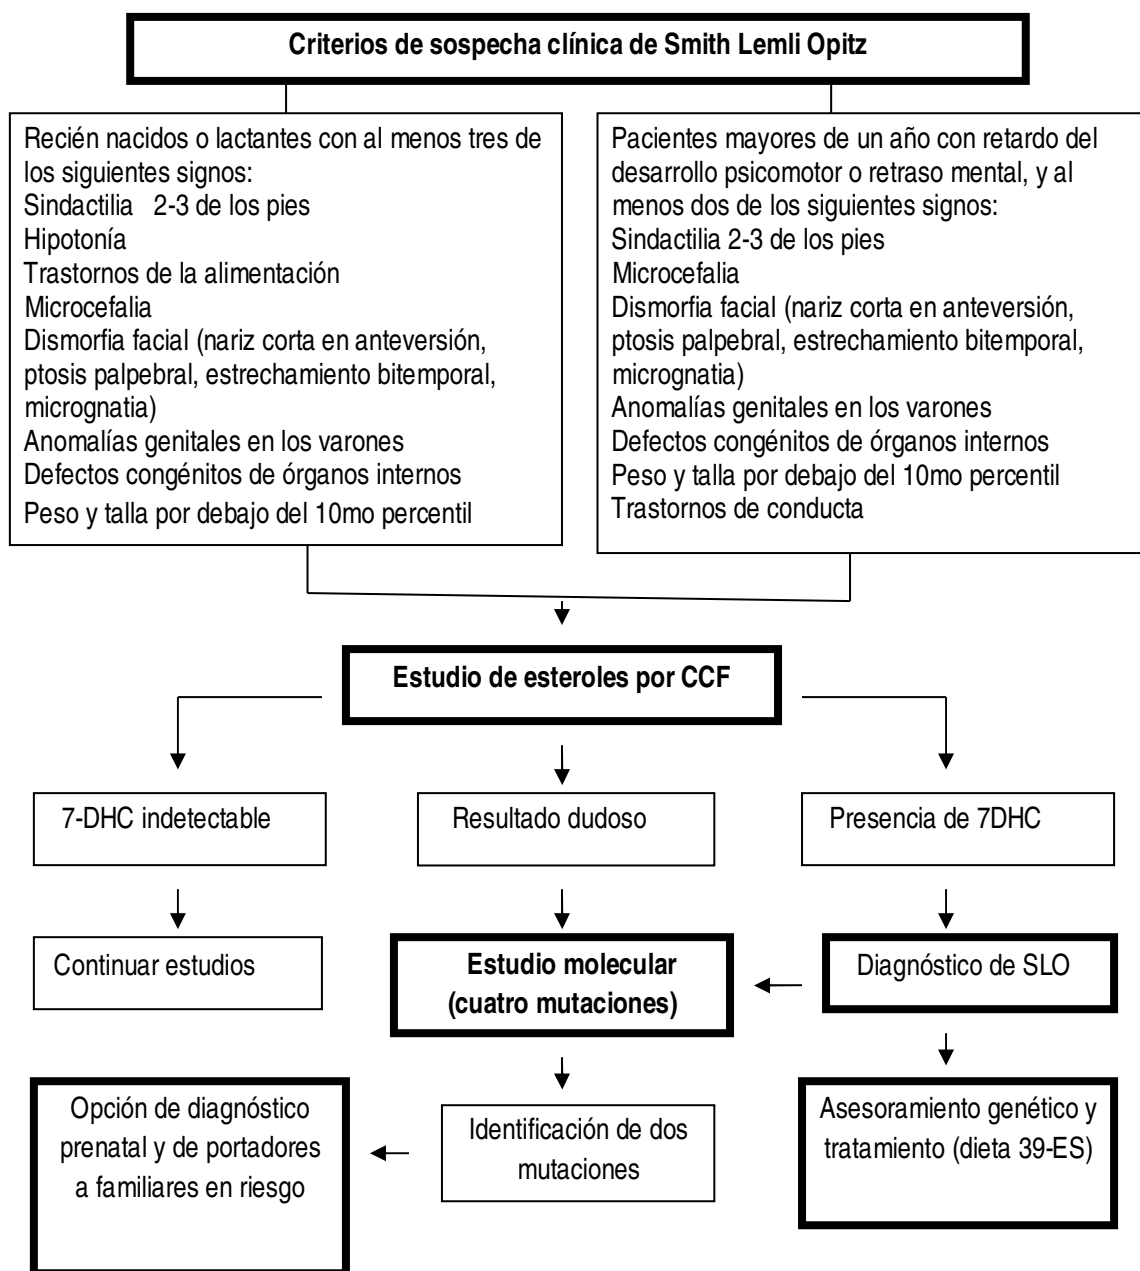 Criterios de sospecha clínica de Smith Lemli Opitz
Recién nacidos o lactantes con al menos tres de
los siguientes signos:
Sindactilia 2-3 de los pies
Hipotonía
Trastornos de la alimentación
Microcefalia
Dismorfia facial (nariz corta en anteversión,
ptosis palpebral, estrechamiento bitemporal,
micrognatia)
Anomalías genitales en los varones
Defectos congénitos de órganos internos
Peso y talla por debajo del 10mo percentil
Pacientes mayores de un año con retardo del
desarrollo psicomotor o retraso mental, y al
menos dos de los siguientes signos:
Sindactilia 2-3 de los pies
Microcefalia
Dismorfia facial (nariz corta en anteversión,
ptosis palpebral, estrechamiento bitemporal,
micrognatia)
Anomalías genitales en los varones
Defectos congénitos de órganos internos
Peso y talla por debajo del 10mo percentil
Trastornos de conducta
Estudio de esteroles por CCF
7-DHC indetectable
Resultado dudoso
Presencia de 7DHC
Continuar estudios
Estudio molecular
(cuatro mutaciones)
Diagnóstico de SLO
Opción de diagnóstico
prenatal y de portadores
a familiares en riesgo
Identificación de dos
mutaciones
Asesoramiento genético y
tratamiento (dieta 39-ES)